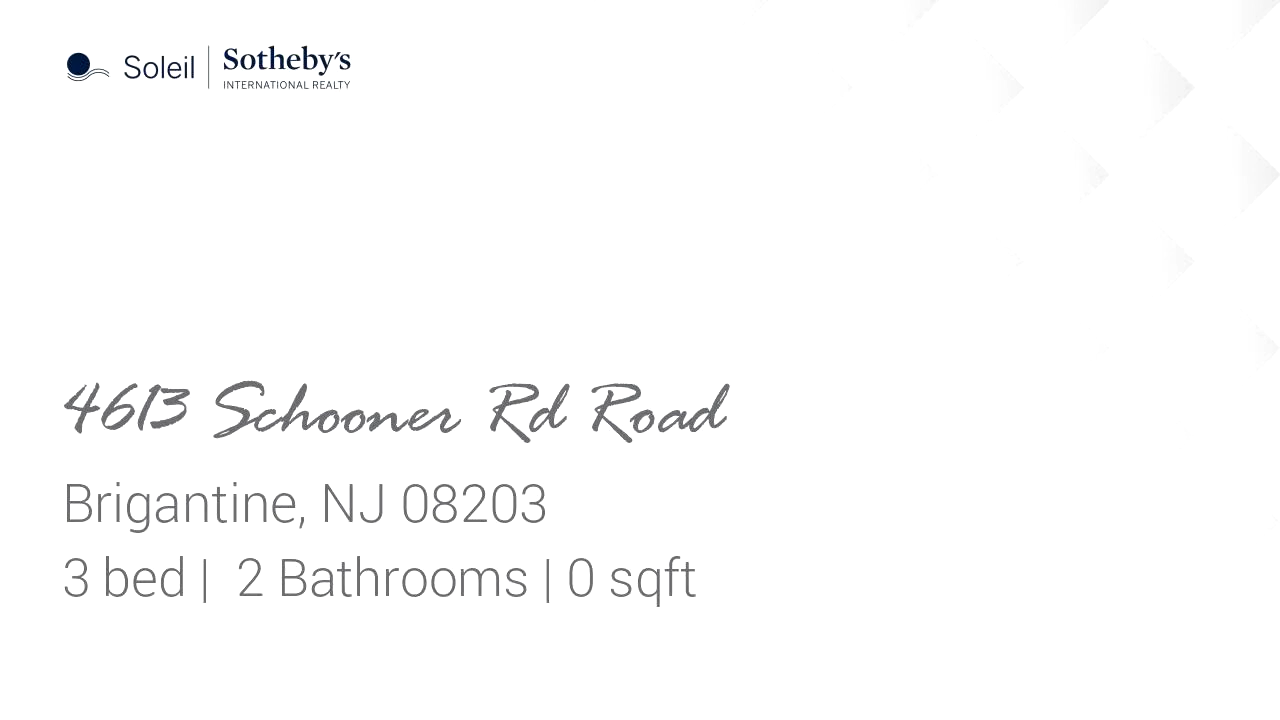 Soleil
Sotheby's
INTERNATIONAL REALTY
4613 Schooner Rd Road
Brigantine, NJ 08203
3 bed | 2 Bathrooms | 0 sqft